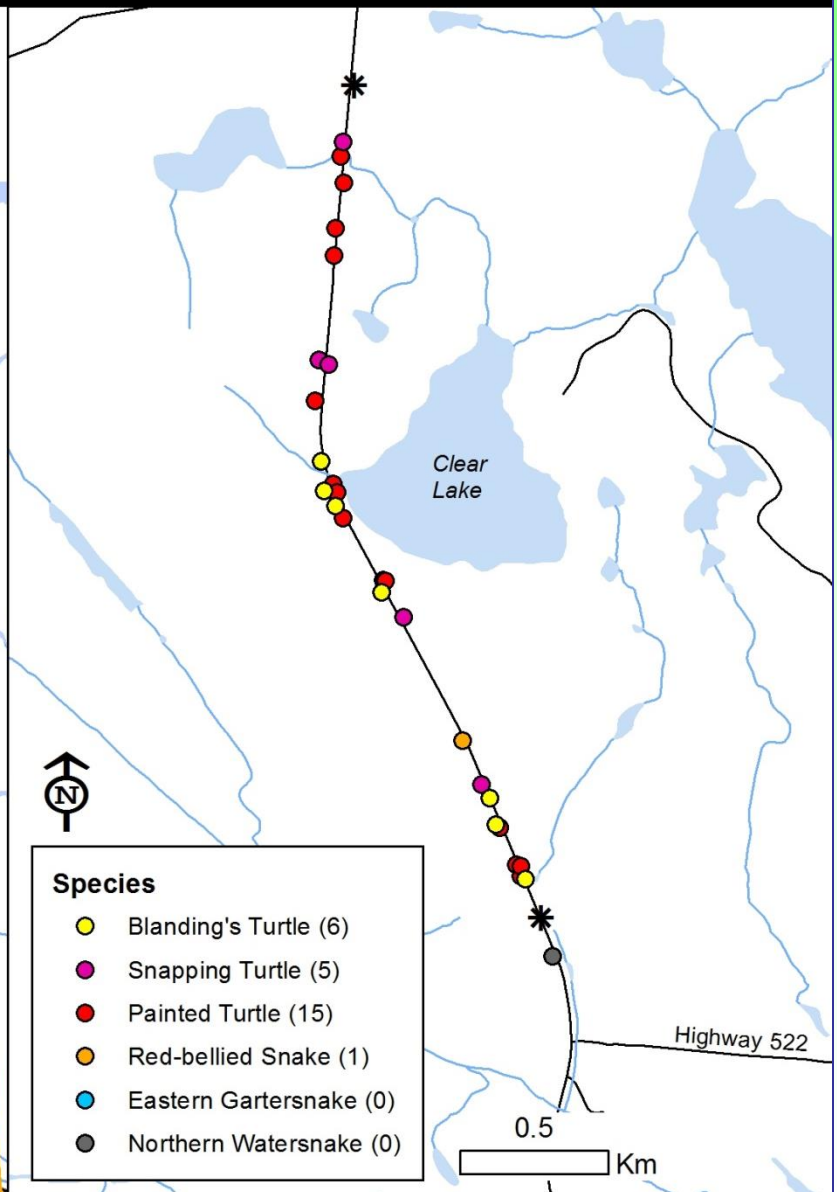 Clear
Lake
N
Species
Blanding's Turtle (6)
Snapping Turtle (5)
Painted Turtle (15)
Red-bellied Snake (1)
Eastern Gartersnake (0)
Northern Watersnake (0)
Highway 522
0.5
Km